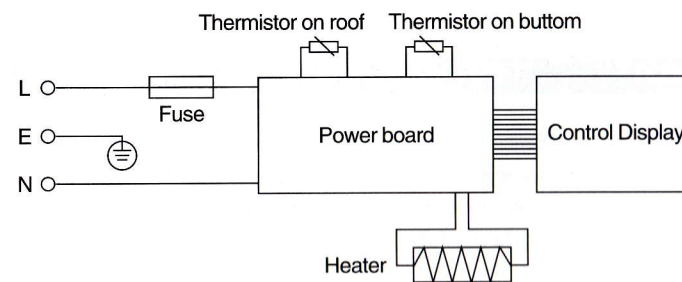 Thermistor on roof Thermistor on buttom
L
Fuse
E
Power board
Control Display
N
Heater